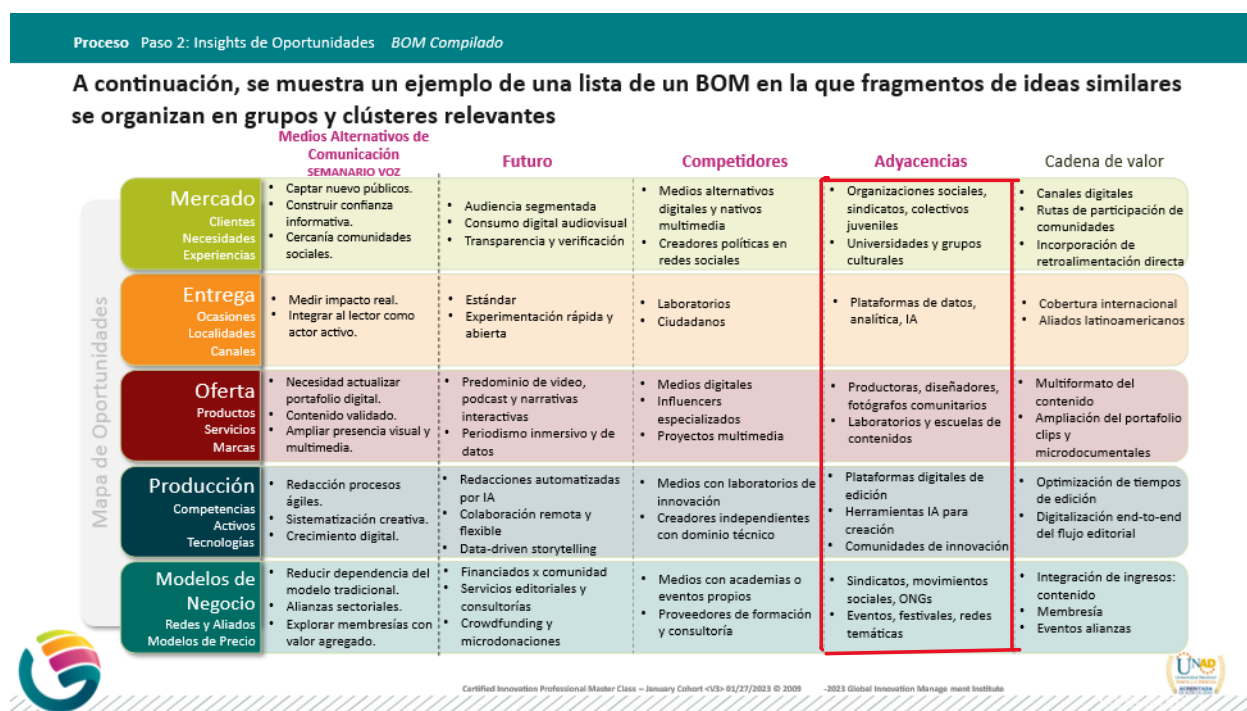 Proceso Paso 2: Insights de Oportunidades BOM Compilado
A continuación, se muestra un ejemplo de una lista de un BOM en la que fragmentos de ideas similares
se organizan en grupos y clústeres relevantes
Medios Alternativos de
Comunicación
SEMANARIO VOZ
Futuro
Competidores
Adyacencias
Cadena de valor
Mapa de Oportunidades
Mercado
Clientes
Necesidades
Experiencias
• Captar nuevo públicos.
• Construir confianza
informativa.
• Cercanía comunidades
sociales.
• Audiencia segmentada
• Consumo digital audiovisual
• Transparencia y verificación
• Medios alternativos
digitales y nativos
multimedia
• Creadores políticas en
redes sociales
• Organizaciones sociales,
sindicatos, colectivos
juveniles
• Universidades y grupos
culturales
• Canales digitales
• Rutas de participación de
comunidades
• Incorporación de
retroalimentación directa
Entrega
Ocasiones
Localidades
Canales
• Medir impacto real.
• Integrar al lector como
actor activo.
• Estándar
• Experimentación rápida y
abierta
• Laboratorios
• Ciudadanos
• Plataformas de datos,
analítica, IA
• Cobertura internacional
• Aliados latinoamericanos
Oferta
Productos
Servicios
Marcas
• Necesidad actualizar
portafolio digital.
• Contenido validado.
• Ampliar presencia visual y
multimedia.
• Predominio de video,
podcast y narrativas
interactivas
• Periodismo inmersivo y de
datos
• Medios digitales
• Influencers
especializados
• Proyectos multimedia
• Productoras, diseñadores,
fotógrafos comunitarios
• Laboratorios y escuelas de
contenidos
• Multiformato del
contenido
• Ampliación del portafolio
clips y
microdocumentales
Producción
Competencias
Activos
Tecnologías
• Redacción procesos
ágiles.
• Sistematización creativa.
• Crecimiento digital.
• Redacciones automatizadas
por IA
• Colaboración remota y
flexible
• Data-driven storytelling
• Medios con laboratorios de
innovación
• Creadores independientes
con dominio técnico
• Plataformas digitales de
edición
• Herramientas IA para
creación
• Comunidades de innovación
• Optimización de tiempos
de edición
• Digitalización end-to-end
del flujo editorial
Modelos de
Negocio
Redes y Aliados
Modelos de Precio
• Reducir dependencia del
modelo tradicional.
• Alianzas sectoriales.
• Explorar membresías con
valor agregado.
• Financiados x comunidad
• Servicios editoriales y
consultorías
• Crowdfunding y
microdonaciones
• Medios con academias o
eventos propios
• Proveedores de formación
y consultoría
• Sindicatos, movimientos
sociales, ONGs
• Eventos, festivales, redes
temáticas
• Integración de ingresos:
contenido
• Membresía
• Eventos alianzas
Certified Innovation Professional Master Class – January Cohort <V3> 01/27/2023 © 2009 -2023 Global Innovation Manage ment Institute
UNAD